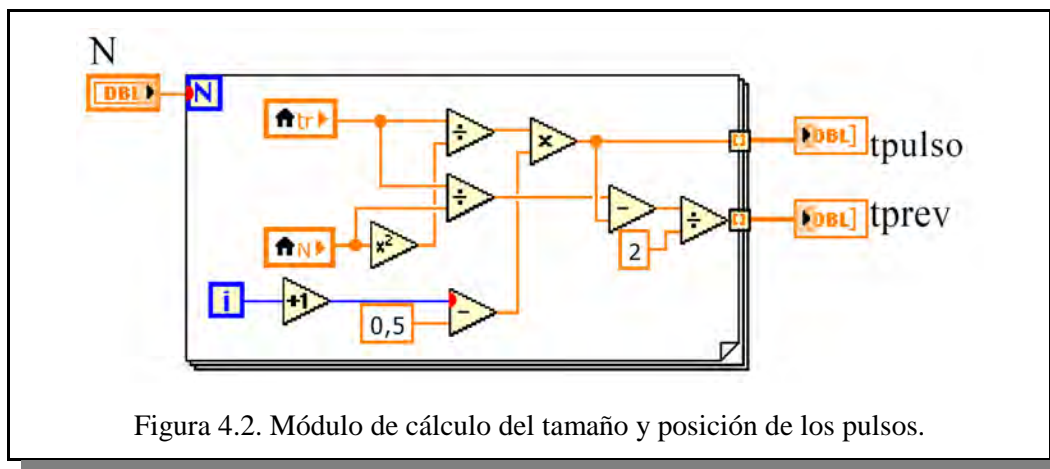 N
DBL
N
tr
÷
×
DBL]
tpulso
÷
−
÷
DBL]
tprev
N
x²
2
i
+1
−
0,5
Figura 4.2. Módulo de cálculo del tamaño y posición de los pulsos.